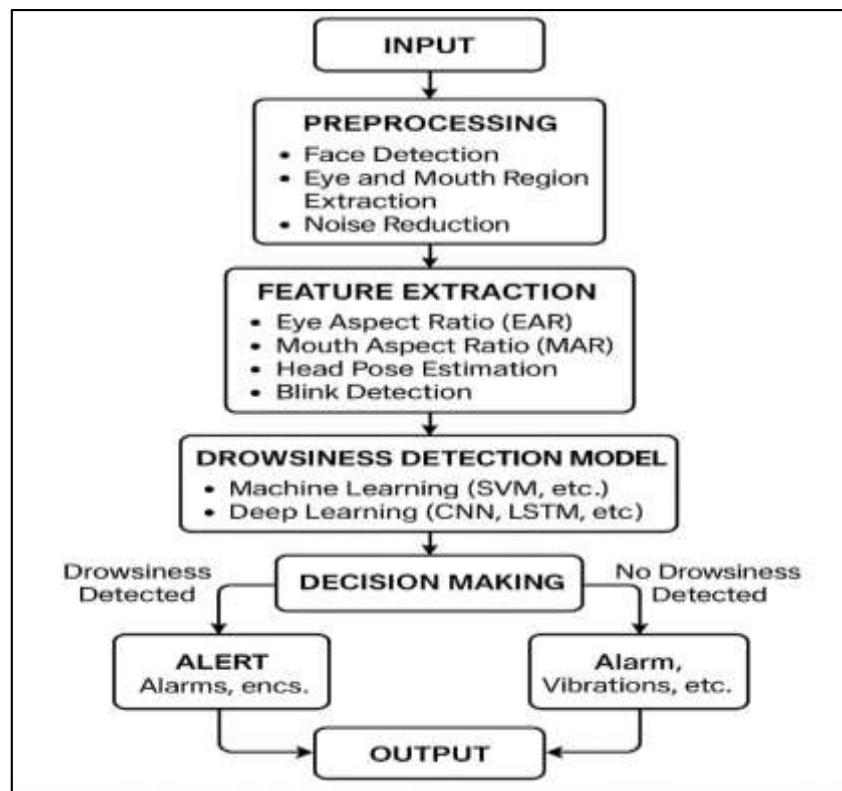 INPUT
PREPROCESSING
• Face Detection
• Eye and Mouth Region
Extraction
• Noise Reduction
FEATURE EXTRACTION
• Eye Aspect Ratio (EAR)
• Mouth Aspect Ratio (MAR)
• Head Pose Estimation
• Blink Detection
DROWSINESS DETECTION MODEL
• Machine Learning (SVM, etc.)
• Deep Learning (CNN, LSTM, etc)
Drowsiness
Detected
DECISION MAKING
No Drowsiness
Detected
ALERT
Alarms, encs.
Alarm,
Vibrations, etc.
OUTPUT